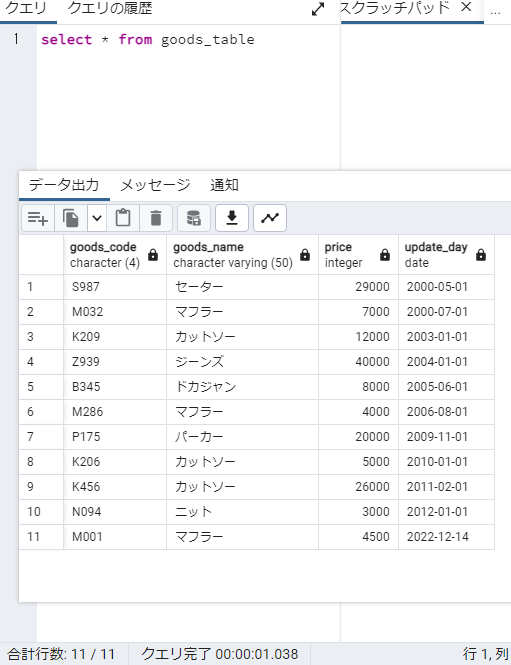 クエリ クエリの履歴 スクラッチパッド ✕ ...
1 select * from goods_table
データ出力 メッセージ 通知
goods_code goods_name price update_day
character (4) character varying (50) integer date
1 S987 セーター 29000 2000-05-01
2 M032 マフラー 7000 2000-07-01
3 K209 カットソー 12000 2003-01-01
4 Z939 ジーンズ 40000 2004-01-01
5 B345 ドカジャン 8000 2005-06-01
6 M286 マフラー 4000 2006-08-01
7 P175 パーカー 20000 2009-11-01
8 K206 カットソー 5000 2010-01-01
9 K456 カットソー 26000 2011-02-01
10 N094 ニット 3000 2012-01-01
11 M001 マフラー 4500 2022-12-14
合計行数: 11 / 11 クエリ完了 00:00:01.038 行 1, 列